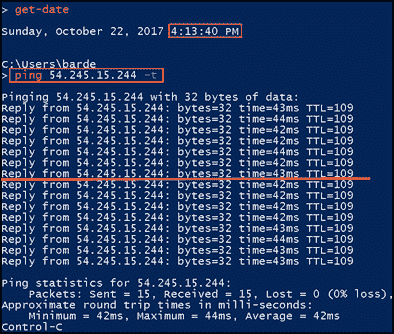 > get-date
Sunday, October 22, 2017 4:13:40 PM
C:\Users\barde
> ping 54.245.15.244 -t
Pinging 54.245.15.244 with 32 bytes of data:
Reply from 54.245.15.244: bytes=32 time=43ms TTL=109
Reply from 54.245.15.244: bytes=32 time=44ms TTL=109
Reply from 54.245.15.244: bytes=32 time=42ms TTL=109
Reply from 54.245.15.244: bytes=32 time=42ms TTL=109
Reply from 54.245.15.244: bytes=32 time=44ms TTL=109
Reply from 54.245.15.244: bytes=32 time=42ms TTL=109
Reply from 54.245.15.244: bytes=32 time=43ms TTL=109
Reply from 54.245.15.244: bytes=32 time=42ms TTL=109
Reply from 54.245.15.244: bytes=32 time=42ms TTL=109
Reply from 54.245.15.244: bytes=32 time=42ms TTL=109
Reply from 54.245.15.244: bytes=32 time=42ms TTL=109
Reply from 54.245.15.244: bytes=32 time=42ms TTL=109
Reply from 54.245.15.244: bytes=32 time=43ms TTL=109
Reply from 54.245.15.244: bytes=32 time=43ms TTL=109
Reply from 54.245.15.244: bytes=32 time=43ms TTL=109
Ping statistics for 54.245.15.244:
Packets: Sent = 15, Received = 15, Lost = 0 (0% loss),
Approximate round trip times in milli-seconds:
Minimum = 42ms, Maximum = 44ms, Average = 42ms
Control-C